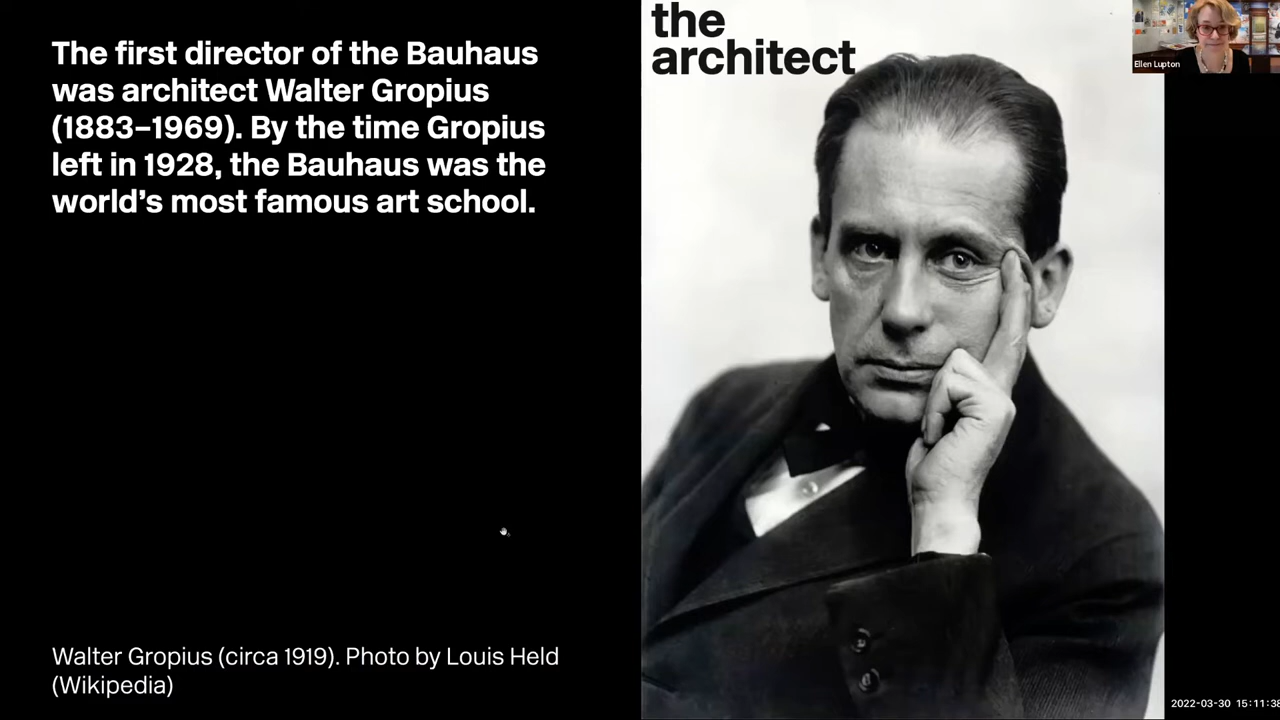 The first director of the Bauhaus
was architect Walter Gropius
(1883–1969). By the time Gropius
left in 1928, the Bauhaus was the
world’s most famous art school.
Walter Gropius (circa 1919). Photo by Louis Held
(Wikipedia)
the
architect
Ellen Lupton
2022-03-30 15:11:38